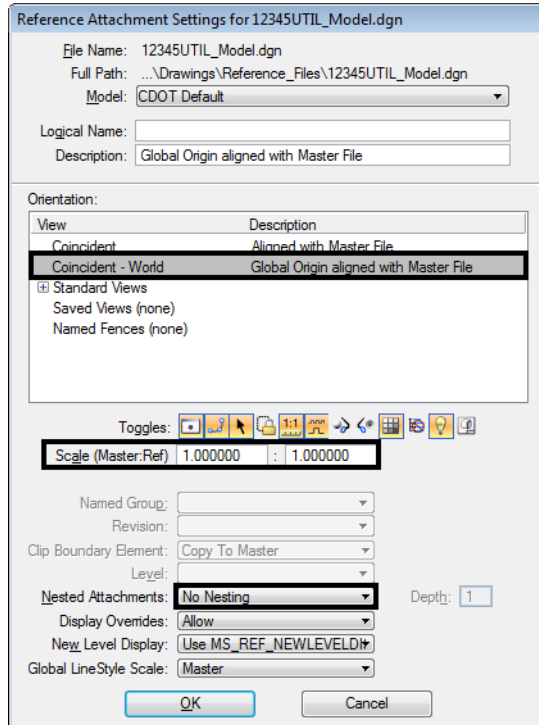 Reference Attachment Settings for 12345UTIL_Model.dgn
File Name: 12345UTIL_Model.dgn
Full Path: ...\Drawings\Reference_Files\12345UTIL_Model.dgn
Model: CDOT Default
Logical Name:
Description: Global Origin aligned with Master File
Orientation:
View Description
Coincident Aligned with Master File
Coincident - World Global Origin aligned with Master File
Standard Views
Saved Views (none)
Named Fences (none)
Toggles: 1:1
Scale (Master:Ref) 1.000000 : 1.000000
Named Group:
Revision:
Clip Boundary Element: Copy To Master
Level:
Nested Attachments: No Nesting Depth: 1
Display Overrides: Allow
New Level Display: Use MS_REF_NEWLEVELDI
Global LineStyle Scale: Master
OK Cancel